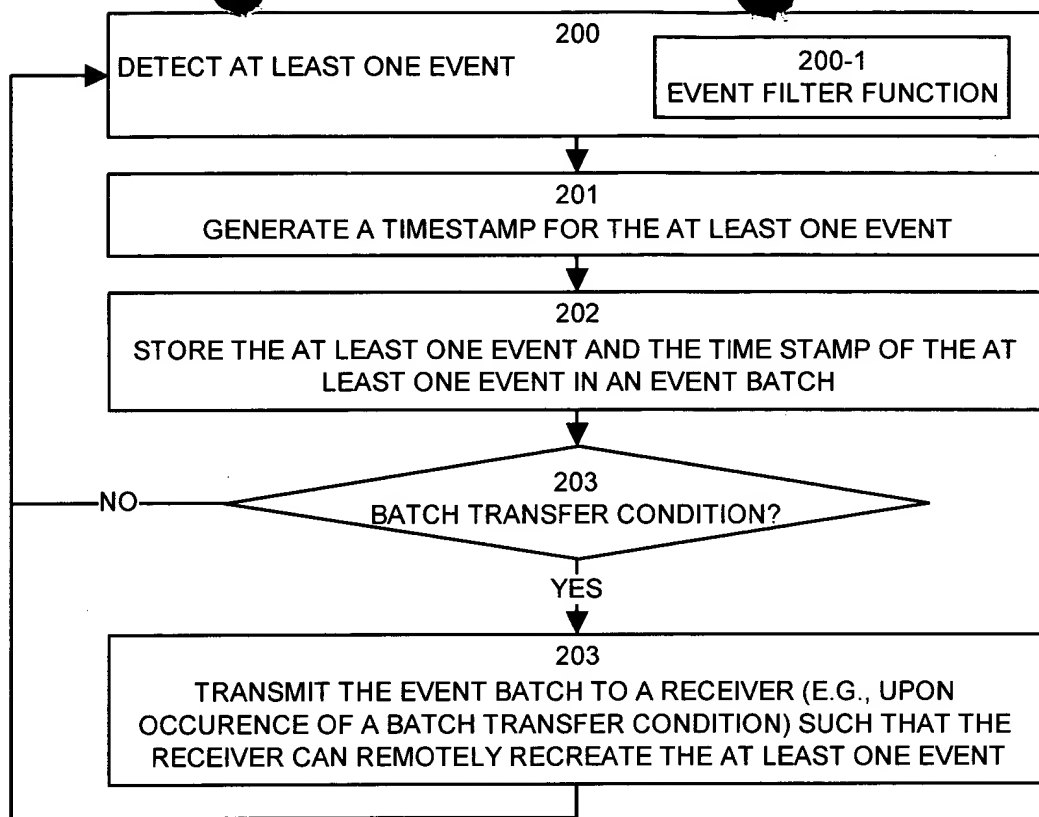 200
DETECT AT LEAST ONE EVENT
200-1
EVENT FILTER FUNCTION
201
GENERATE A TIMESTAMP FOR THE AT LEAST ONE EVENT
202
STORE THE AT LEAST ONE EVENT AND THE TIME STAMP OF THE AT
LEAST ONE EVENT IN AN EVENT BATCH
203
BATCH TRANSFER CONDITION?
NO
YES
203
TRANSMIT THE EVENT BATCH TO A RECEIVER (E.G., UPON
OCCURENCE OF A BATCH TRANSFER CONDITION) SUCH THAT THE
RECEIVER CAN REMOTELY RECREATE THE AT LEAST ONE EVENT